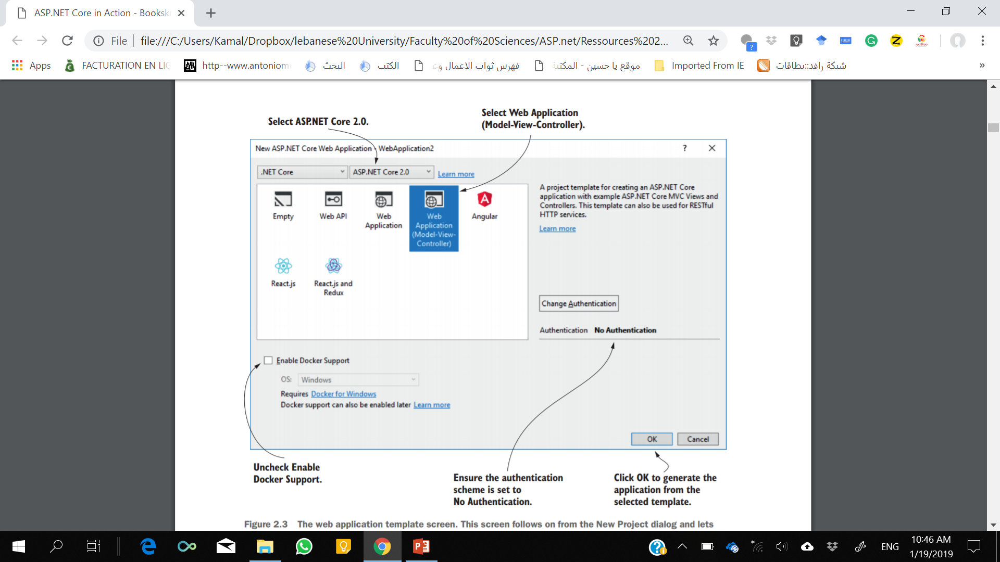 ASP.NET Core in Action - Booksk
File
file:///C:/Users/Kamal/Dropbox/lebanese%20University/Faculty%20of%20Sciences/ASP.net/Ressources%202...
Apps
FACTURATION EN LIG
http--www.antoniom
البحث
الكتب
فهرس ثواب الاعمال وع
موقع يا حسين - المكتبة
Imported From IE
شبكة رافد::بطاقات
»
Select ASP.NET Core 2.0.
Select Web Application
(Model-View-Controller).
New ASP.NET Core Web Application - WebApplication2
?
.NET Core
ASP.NET Core 2.0
Learn more
Empty
Web API
Web
Application
Web
Application
(Model-View-
Controller)
Angular
React.js
React.js and
Redux
A project template for creating an ASP.NET Core
application with example ASP.NET Core MVC Views and
Controllers. This template can also be used for RESTful
HTTP services.
Learn more
Change Authentication
Authentication No Authentication
Enable Docker Support
OS: Windows
Requires Docker for Windows
Docker support can also be enabled later Learn more
OK
Cancel
Uncheck Enable
Docker Support.
Ensure the authentication
scheme is set to
No Authentication.
Click OK to generate the
application from the
selected template.
Figure 2.3 The web application template screen. This screen follows on from the New Project dialog and lets
ENG
10:46 AM
1/19/2019